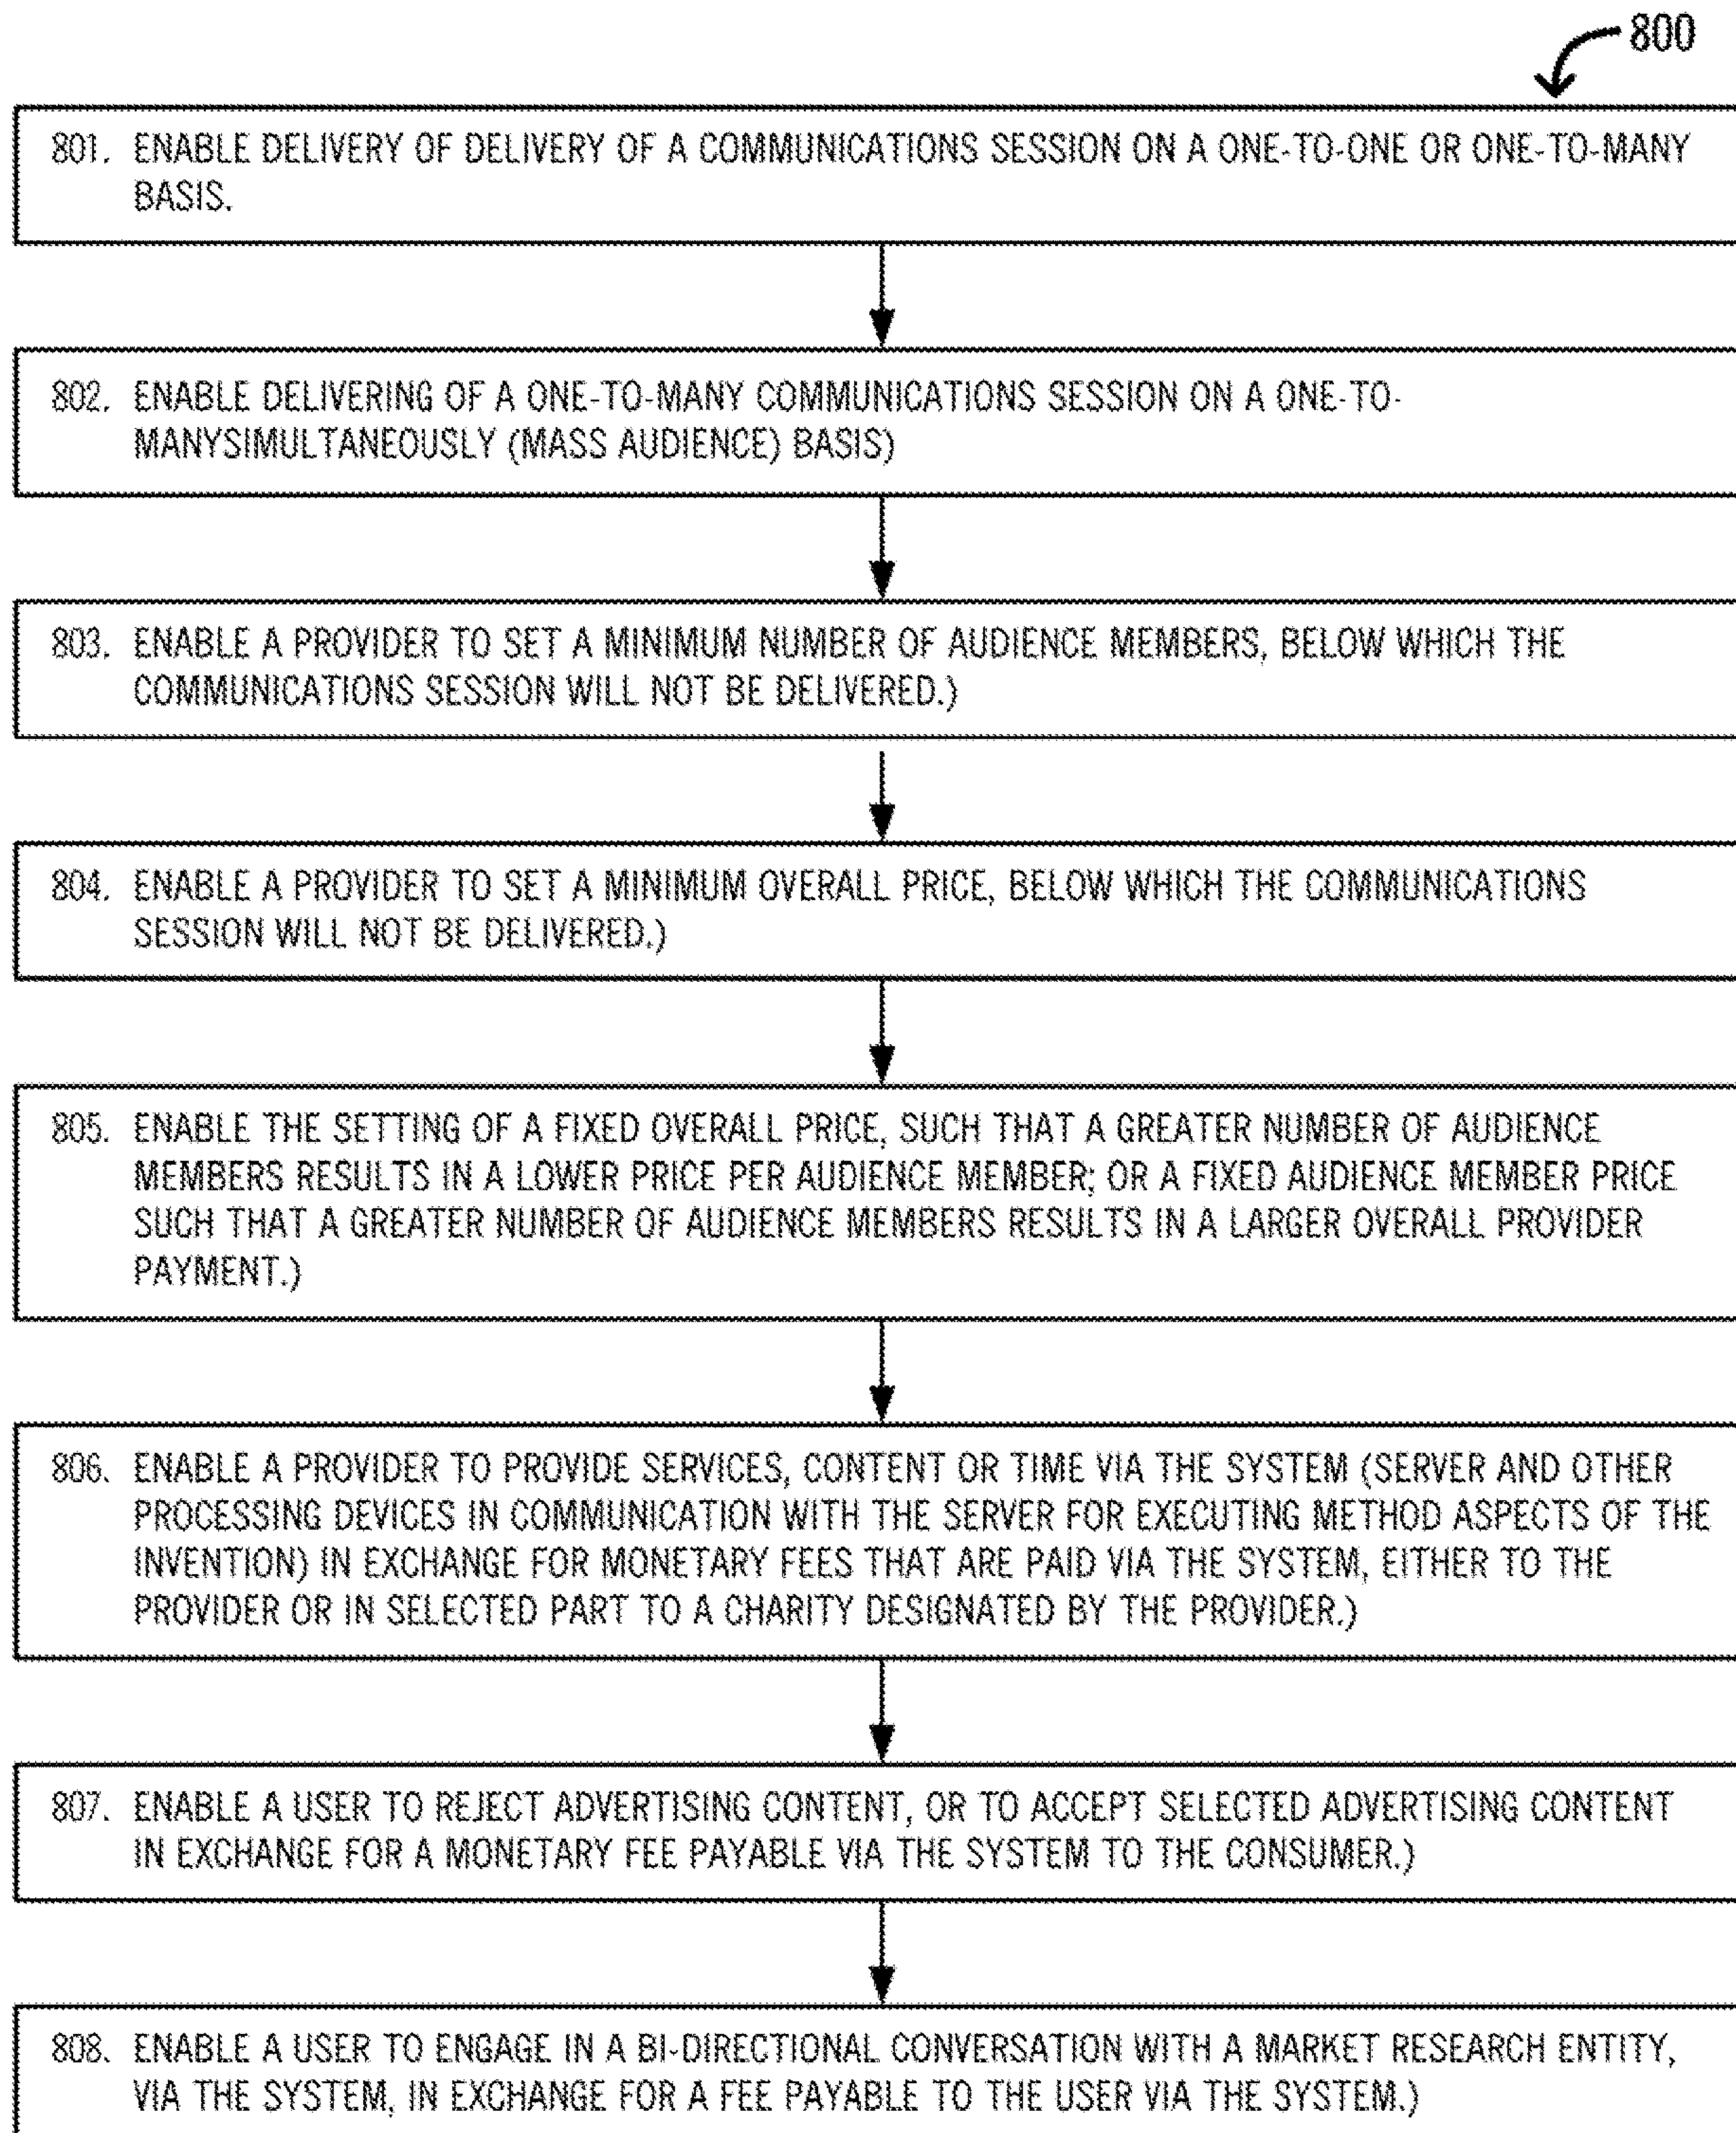 800
801. ENABLE DELIVERY OF DELIVERY OF A COMMUNICATIONS SESSION ON A ONE-TO-ONE OR ONE-TO-MANY
BASIS.
802. ENABLE DELIVERING OF A ONE-TO-MANY COMMUNICATIONS SESSION ON A ONE-TO-
MANYSIMULTANEOUSLY (MASS AUDIENCE) BASIS)
803. ENABLE A PROVIDER TO SET A MINIMUM NUMBER OF AUDIENCE MEMBERS, BELOW WHICH THE
COMMUNICATIONS SESSION WILL NOT BE DELIVERED.)
804. ENABLE A PROVIDER TO SET A MINIMUM OVERALL PRICE, BELOW WHICH THE COMMUNICATIONS
SESSION WILL NOT BE DELIVERED.)
805. ENABLE THE SETTING OF A FIXED OVERALL PRICE, SUCH THAT A GREATER NUMBER OF AUDIENCE
MEMBERS RESULTS IN A LOWER PRICE PER AUDIENCE MEMBER; OR A FIXED AUDIENCE MEMBER PRICE
SUCH THAT A GREATER NUMBER OF AUDIENCE MEMBERS RESULTS IN A LARGER OVERALL PROVIDER
PAYMENT.)
806. ENABLE A PROVIDER TO PROVIDE SERVICES, CONTENT OR TIME VIA THE SYSTEM (SERVER AND OTHER
PROCESSING DEVICES IN COMMUNICATION WITH THE SERVER FOR EXECUTING METHOD ASPECTS OF THE
INVENTION) IN EXCHANGE FOR MONETARY FEES THAT ARE PAID VIA THE SYSTEM, EITHER TO THE
PROVIDER OR IN SELECTED PART TO A CHARITY DESIGNATED BY THE PROVIDER.)
807. ENABLE A USER TO REJECT ADVERTISING CONTENT, OR TO ACCEPT SELECTED ADVERTISING CONTENT
IN EXCHANGE FOR A MONETARY FEE PAYABLE VIA THE SYSTEM TO THE CONSUMER.)
808. ENABLE A USER TO ENGAGE IN A BI-DIRECTIONAL CONVERSATION WITH A MARKET RESEARCH ENTITY,
VIA THE SYSTEM, IN EXCHANGE FOR A FEE PAYABLE TO THE USER VIA THE SYSTEM.)